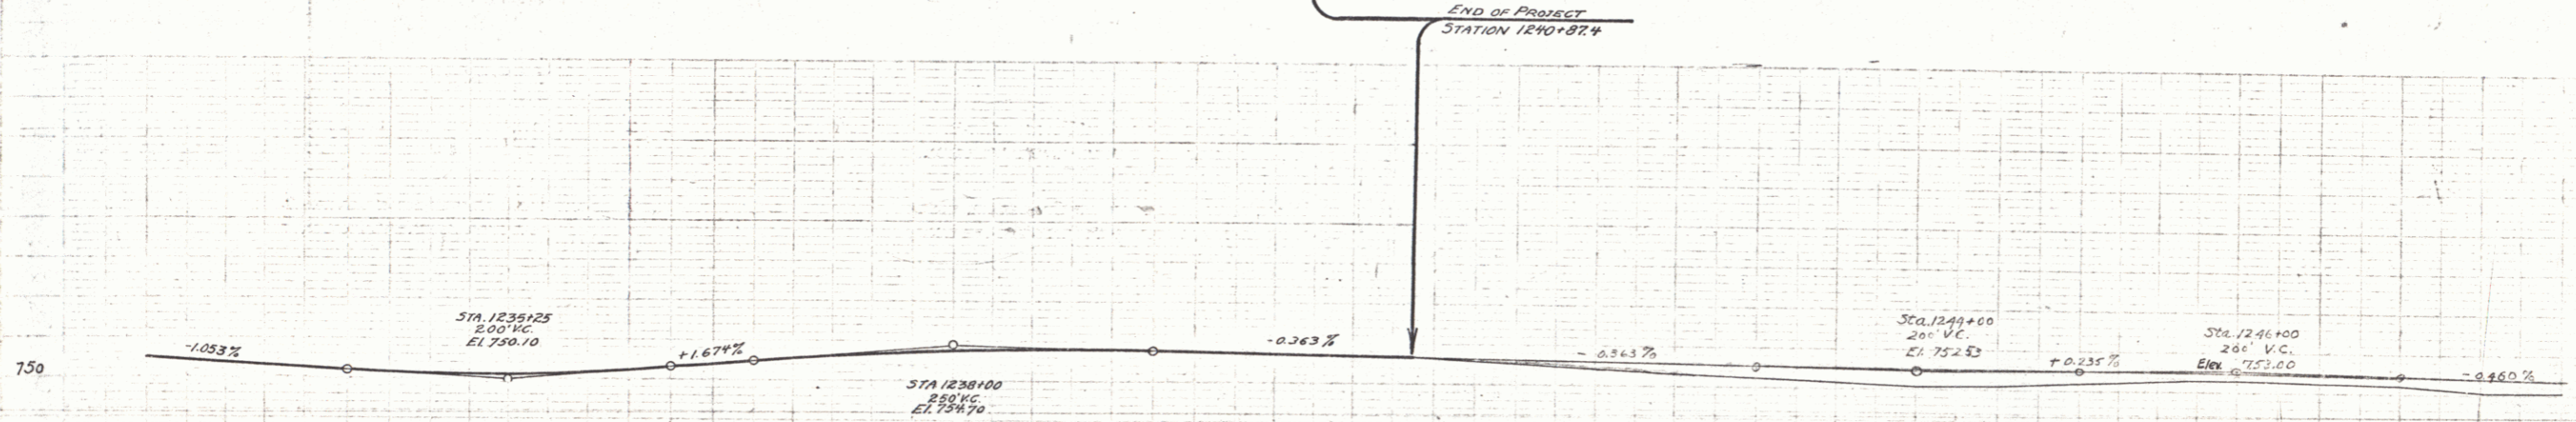 END OF PROJECT
STATION 1240+87.4
STA. 1235+25
200' V.C.
El. 750.10
-1.053%
+1.674%
750
STA 1238+00
250' V.C.
El. 754.70
-0.363%
- 0.363%
Sta. 1244+00
200' V.C.
El. 752.53
+0.235%
Sta. 1246+00
200' V.C.
Elev. 753.00
-0.460%